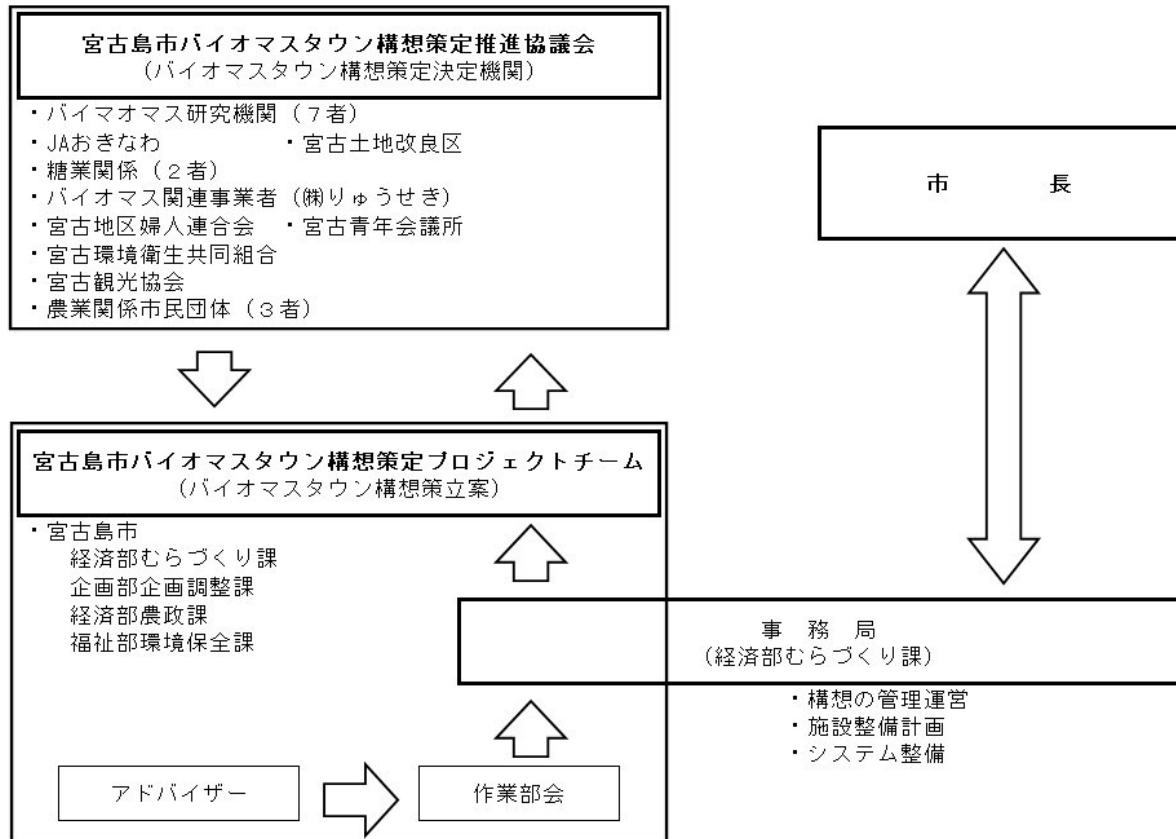 宮古島市バイオマスタウン構想策定推進協議会
(バイオマスタウン構想策定決定機関)
・バイマオマス研究機関 (7者)
・JAおきなわ ・宮古土地改良区
・糖業関係 (2者)
・バイオマス関連事業者 (㈱りゅうせき)
・宮古地区婦人連合会 ・宮古青年会議所
・宮古環境衛生共同組合
・宮古観光協会
・農業関係市民団体 (3者)
市 長
宮古島市バイオマスタウン構想策定プロジェクトチーム
(バイオマスタウン構想策立案)
・宮古島市
経済部むらづくり課
企画部企画調整課
経済部農政課
福祉部環境保全課
事 務 局
(経済部むらづくり課)
・構想の管理運営
・施設整備計画
・システム整備
アドバイザー
作業部会